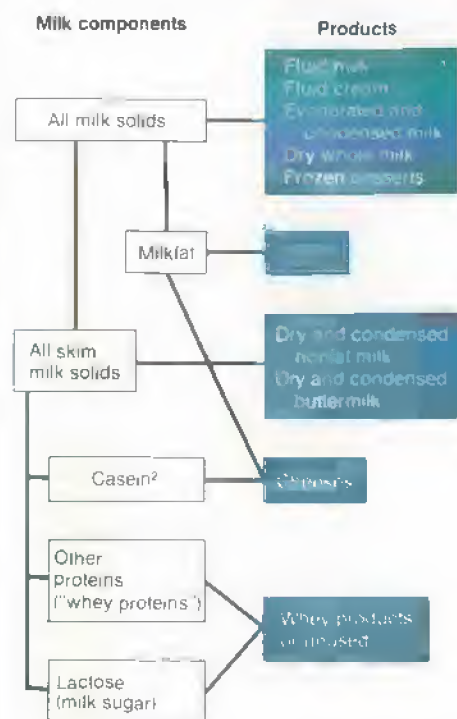 Milk components
Products
Fluid milk
Fluid cream
Evaporated and
condensed milk
Dry whole milk
Frozen desserts
All milk solids
Milkfat
All skim
milk solids
Dry and condensed
nonfat milk
Dry and condensed
buttermilk
Casein²
Cheeses
Other
proteins
("whey proteins")
Whey products
or unused
Lactose
(milk sugar)